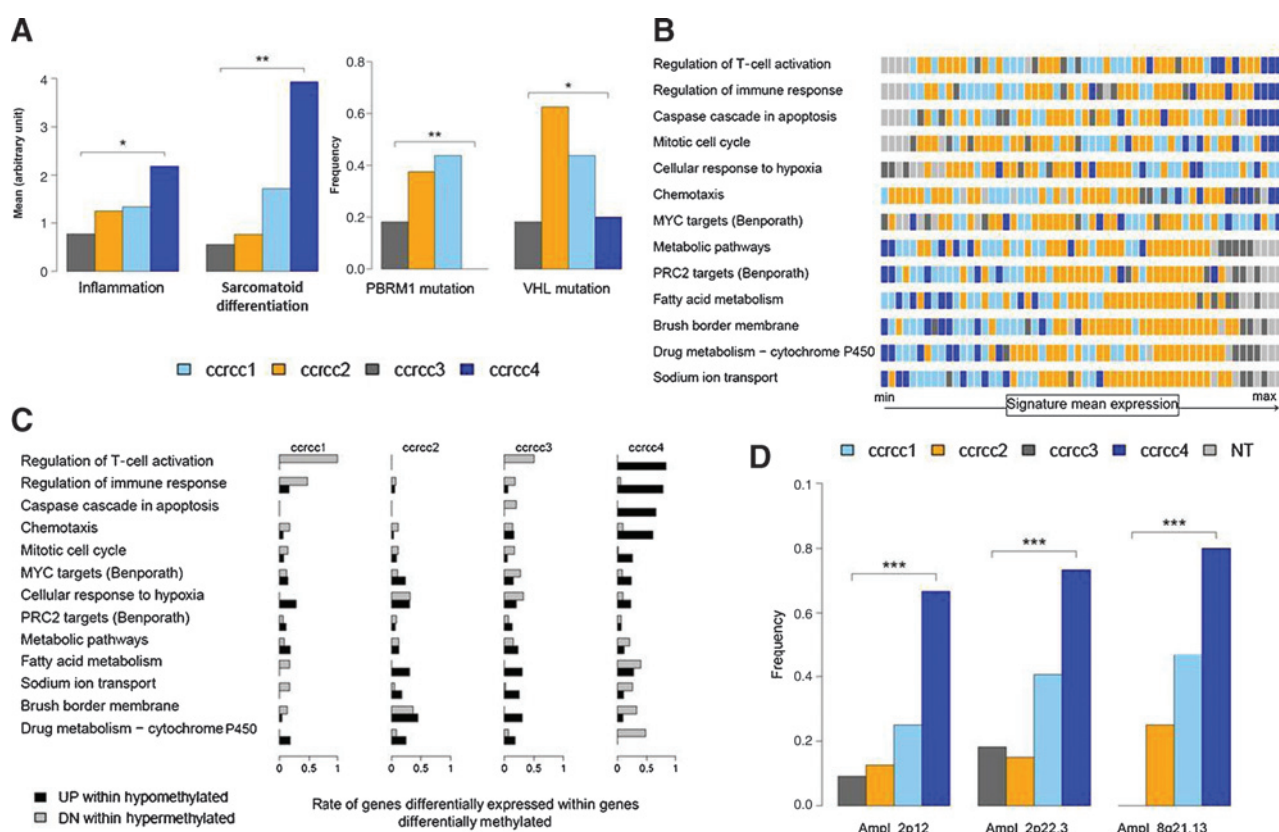 A
Mean (arbitrary unit)
0
1
2
3
4
*
**
Inflammation
Sarcomatoid
differentiation
Frequency
0.0
0.2
0.4
0.6
0.8
**
*
PBRM1 mutation
VHL mutation
ccrcc1
ccrcc2
ccrcc3
ccrcc4
B
Regulation of T-cell activation
Regulation of immune response
Caspase cascade in apoptosis
Mitotic cell cycle
Cellular response to hypoxia
Chemotaxis
MYC targets (Benporath)
Metabolic pathways
PRC2 targets (Benporath)
Fatty acid metabolism
Brush border membrane
Drug metabolism – cytochrome P450
Sodium ion transport
min
Signature mean expression
max
ccrcc1
ccrcc2
ccrcc3
ccrcc4
NT
C
ccrcc1
ccrcc2
ccrcc3
ccrcc4
Regulation of T-cell activation
Regulation of immune response
Caspase cascade in apoptosis
Chemotaxis
Mitotic cell cycle
MYC targets (Benporath)
Cellular response to hypoxia
PRC2 targets (Benporath)
Metabolic pathways
Fatty acid metabolism
Sodium ion transport
Brush border membrane
Drug metabolism – cytochrome P450
0 0.5 1
0 0.5 1
0 0.5 1
0 0.5 1
UP within hypomethylated
DN within hypermethylated
Rate of genes differentially expressed within genes
differentially methylated
D
Frequency
0.1
0.8
0.6
0.4
0.2
0.0
***
***
***
Ampl_2p12
Ampl_2p22.3
Ampl_8q21.13